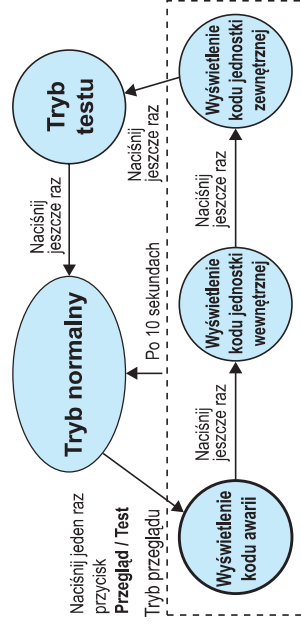 Naciśnij jeden raz
przycisk
Przegląd / Test
Tryb przeglądu
Tryb normalny
Po 10 sekundach
Naciśnij
jeszcze raz
Tryb
testu
Naciśnij
jeszcze raz
Wyświetlenie
kodu awarii
Naciśnij
jeszcze raz
Wyświetlenie
kodu jednostki
wewnętrznej
Naciśnij
jeszcze raz
Wyświetlenie
kodu jednostki
zewnętrznej